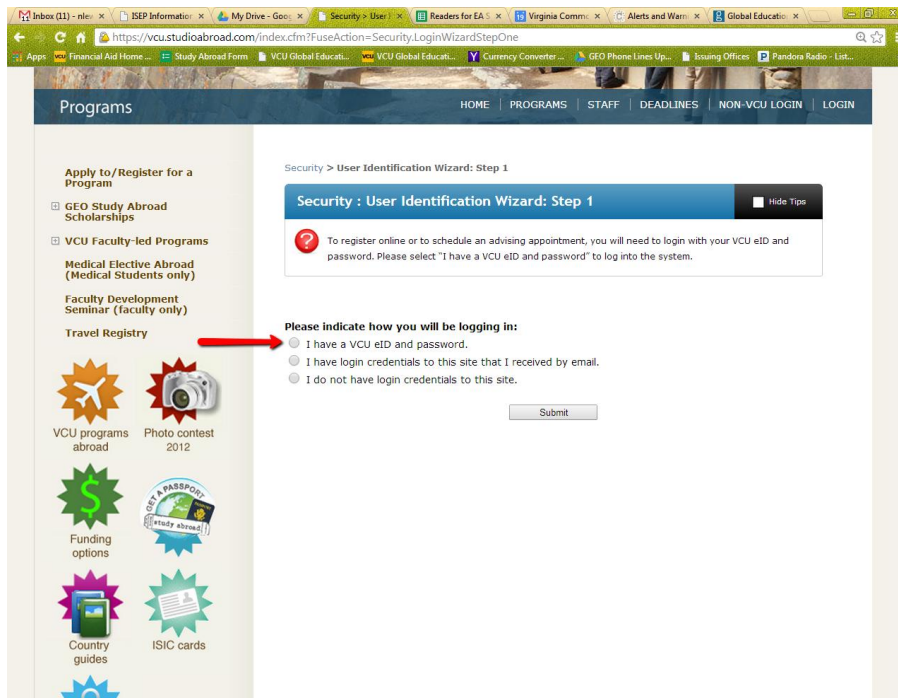 Inbox (11) - nlev
ISEP Information
My Drive - Goog
Security > User I
Readers for EA S
Virginia Commo
Alerts and Warni
Global Educatio
https://vcu.studioabroad.com/index.cfm?FuseAction=Security.LoginWizardStepOne
Apps
VCU Financial Aid Home ...
Study Abroad Form
VCU Global Educati...
VCU Global Educati...
Currency Converter ...
GEO Phone Lines Up...
Issuing Offices
Pandora Radio - List...
Programs
HOME | PROGRAMS | STAFF | DEADLINES | NON-VCU LOGIN | LOGIN
Apply to/Register for a
Program
GEO Study Abroad
Scholarships
VCU Faculty-led Programs
Medical Elective Abroad
(Medical Students only)
Faculty Development
Seminar (faculty only)
Travel Registry
VCU programs
abroad
Photo contest
2012
Funding
options
GET A PASSPORT
study abroad
Country
guides
ISIC cards
Security > User Identification Wizard: Step 1
Security : User Identification Wizard: Step 1
Hide Tips
To register online or to schedule an advising appointment, you will need to login with your VCU eID and
password. Please select "I have a VCU eID and password" to log into the system.
Please indicate how you will be logging in:
I have a VCU eID and password.
I have login credentials to this site that I received by email.
I do not have login credentials to this site.
Submit